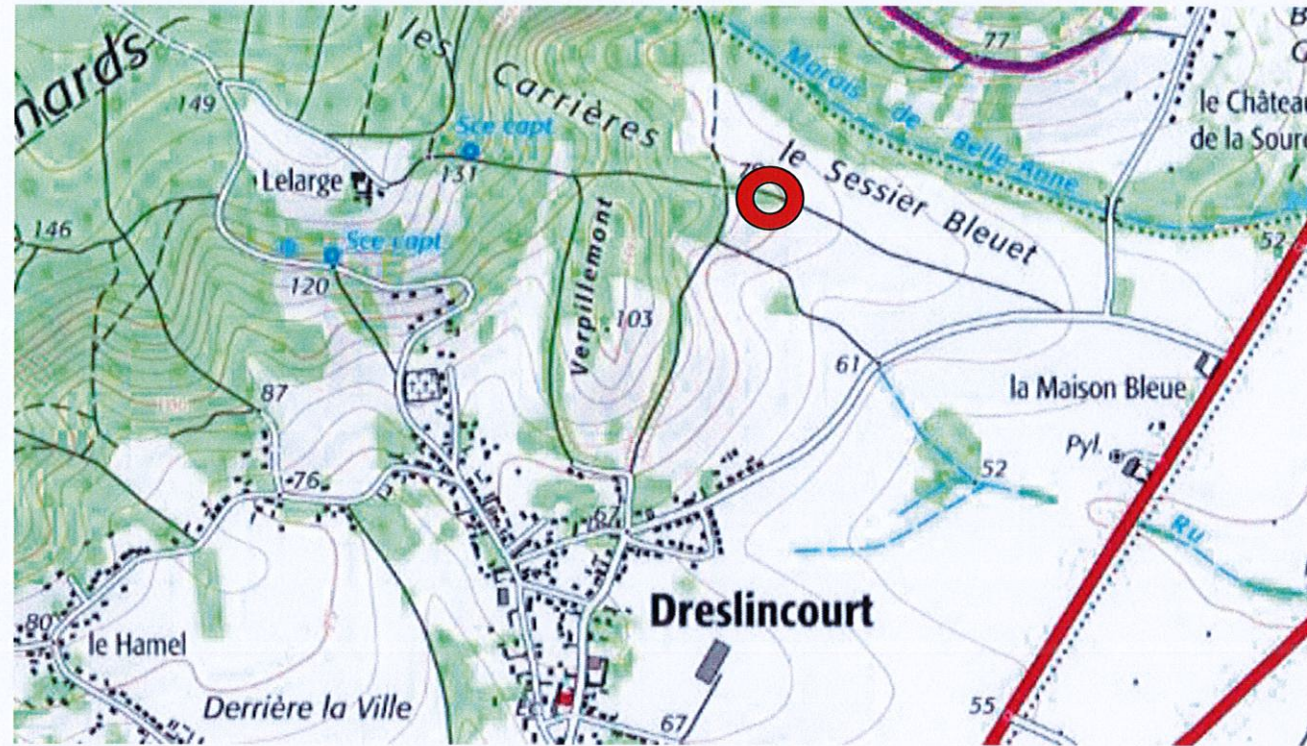 nards
les
Carrières
77
149
Sce capt
131
Lelarge
Marais de Belle-Anne
le Châtea
de la Sour
le Sessier Bleuet
146
Sce capt
120
Verpillemont
103
52
61
la Maison Bleue
87
Pyl.
52
76
67
Ru
Dreslincourt
80
le Hamel
Derrière la Ville
67
55